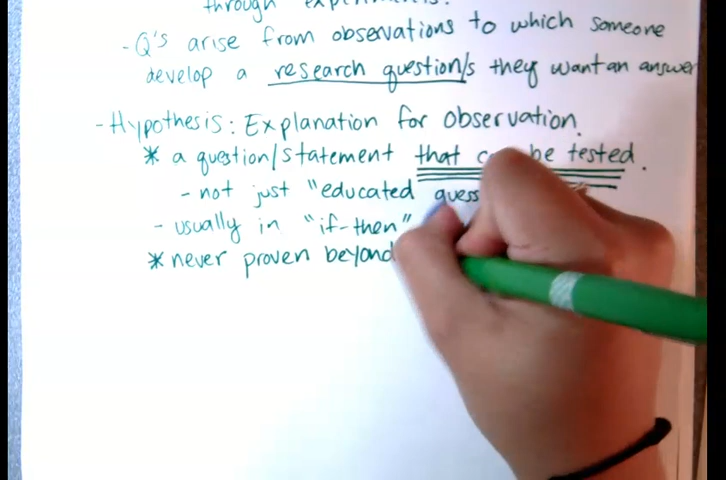 through
- Q's arise from observations to which someone
develop a research question/s they want an answer
- Hypothesis: Explanation for observation.
* a question/statement that be tested.
- not just "educated guess
- usually in "if-then"
* never proven beyond